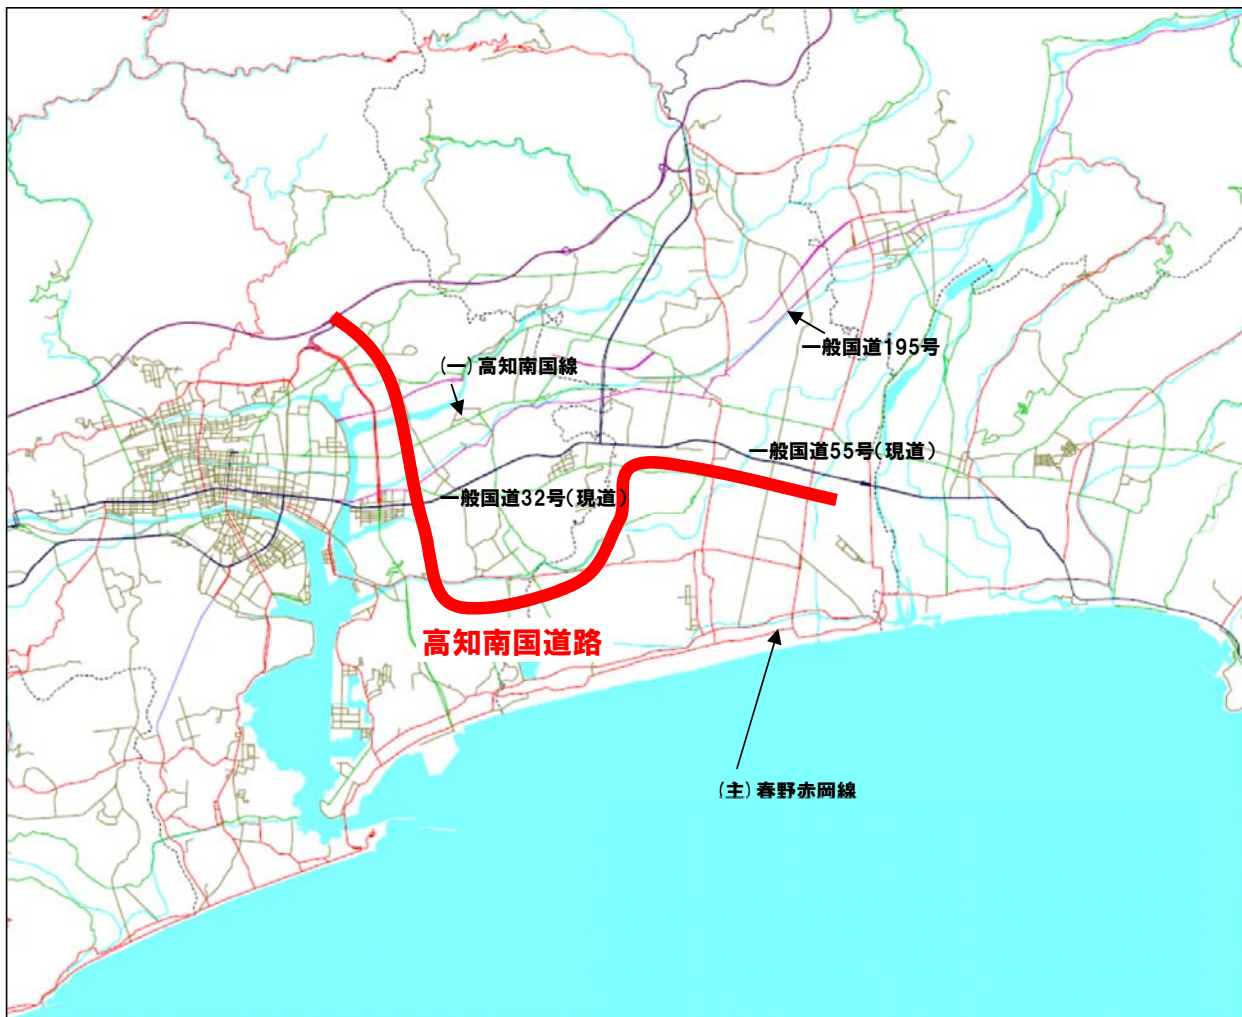 一般国道195号
(一)高知南国線
一般国道55号(現道)
一般国道32号(現道)
高知南国道路
(主)春野赤岡線